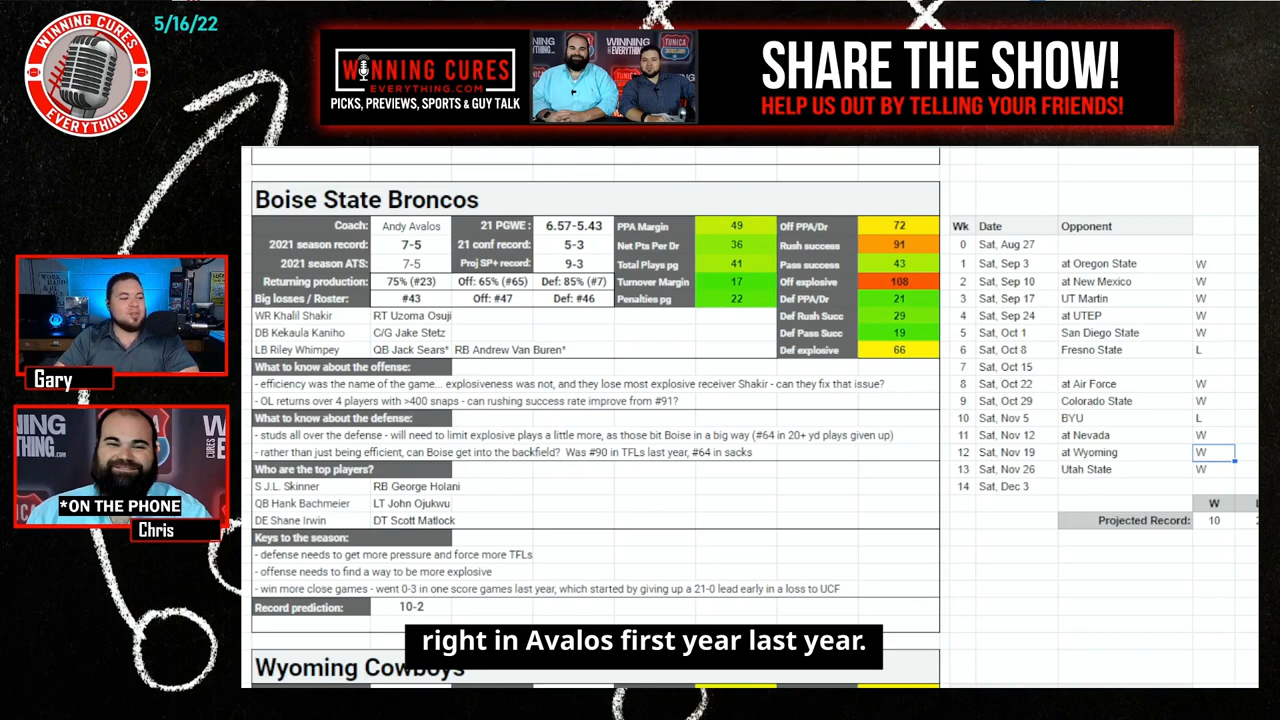 WINNING CURES
EVERYTHING
5/16/22
WINNING CURES
EVERYTHING.COM
PICKS, PREVIEWS, SPORTS & GUY TALK
WINNING
TUNICA
SHARE THE SHOW!
HELP US OUT BY TELLING YOUR FRIENDS!
Gary
*ON THE PHONE
Chris
Boise State Broncos
Coach: Andy Avalos 21 PGWE : 6.57-5.43 PPA Margin 49 Off PPA/Dr 72
2021 season record: 7-5 21 conf record: 5-3 Net Pts Per Dr 36 Rush success 91
2021 season ATS: 7-5 Proj SP+ record: 9-3 Total Plays pg 41 Pass success 43
Returning production: 75% (#23) Off: 65% (#65) Def: 85% (#7) Turnover Margin 17 Off explosive 108
Big losses / Roster: #43 Off: #47 Def: #46 Penalties pg 22 Def PPA/Dr 21
WR Khalil Shakir RT Uzoma Osuji Def Rush Succ 29
DB Kekaula Kaniho C/G Jake Stetz Def Pass Succ 19
LB Riley Whimpey QB Jack Sears* RB Andrew Van Buren* Def explosive 66
What to know about the offense:
- efficiency was the name of the game... explosiveness was not, and they lose most explosive receiver Shakir - can they fix that issue?
- OL returns over 4 players with >400 snaps - can rushing success rate improve from #91?
What to know about the defense:
- studs all over the defense - will need to limit explosive plays a little more, as those bit Boise in a big way (#64 in 20+ yd plays given up)
- rather than just being efficient, can Boise get into the backfield? Was #90 in TFLs last year, #64 in sacks
Who are the top players?
S J.L. Skinner RB George Holani
QB Hank Bachmeier LT John Ojukwu
DE Shane Irwin DT Scott Matlock
Keys to the season:
- defense needs to get more pressure and force more TFLs
- offense needs to find a way to be more explosive
- win more close games - went 0-3 in one score games last year, which started by giving up a 21-0 lead early in a loss to UCF
Record prediction: 10-2
Wk Date Opponent
0 Sat, Aug 27
1 Sat, Sep 3 at Oregon State W
2 Sat, Sep 10 at New Mexico W
3 Sat, Sep 17 UT Martin W
4 Sat, Sep 24 at UTEP W
5 Sat, Oct 1 San Diego State W
6 Sat, Oct 8 Fresno State L
7 Sat, Oct 15
8 Sat, Oct 22 at Air Force W
9 Sat, Oct 29 Colorado State W
10 Sat, Nov 5 BYU L
11 Sat, Nov 12 at Nevada W
12 Sat, Nov 19 at Wyoming W
13 Sat, Nov 26 Utah State W
14 Sat, Dec 3
W
Projected Record: 10
right in Avalos first year last year.
Wyoming Cowboys